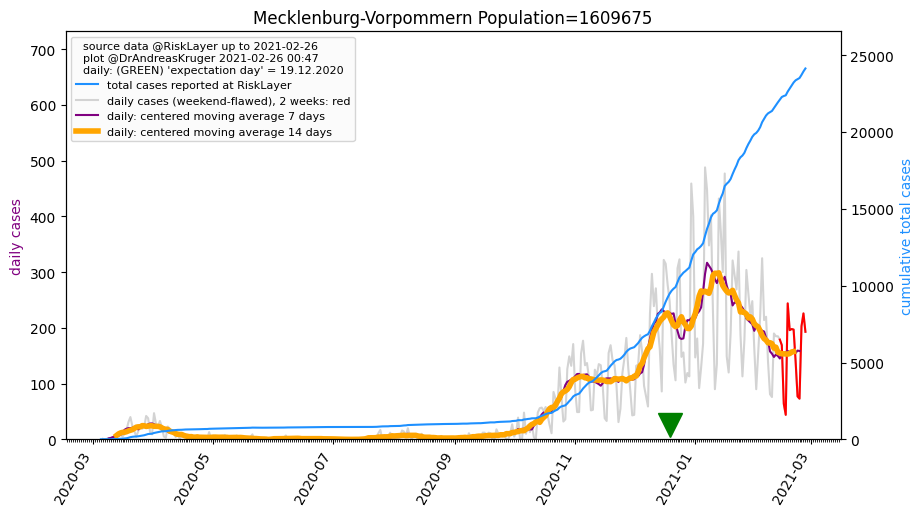 Mecklenburg-Vorpommern Population=1609675
source data @RiskLayer up to 2021-02-26
plot @DrAndreasKruger 2021-02-26 00:47
daily: (GREEN) 'expectation day' = 19.12.2020
total cases reported at RiskLayer
daily cases (weekend-flawed), 2 weeks: red
daily: centered moving average 7 days
daily: centered moving average 14 days
daily cases
700
600
500
400
300
200
100
0
25000
20000
15000
10000
5000
0
cumulative total cases
2020-03
2020-05
2020-07
2020-09
2020-11
2021-01
2021-03